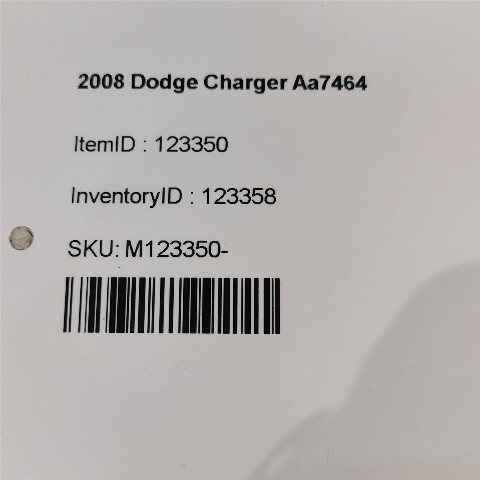 2008 Dodge Charger Aa7464
ItemID : 123350
InventoryID : 123358
SKU: M123350-